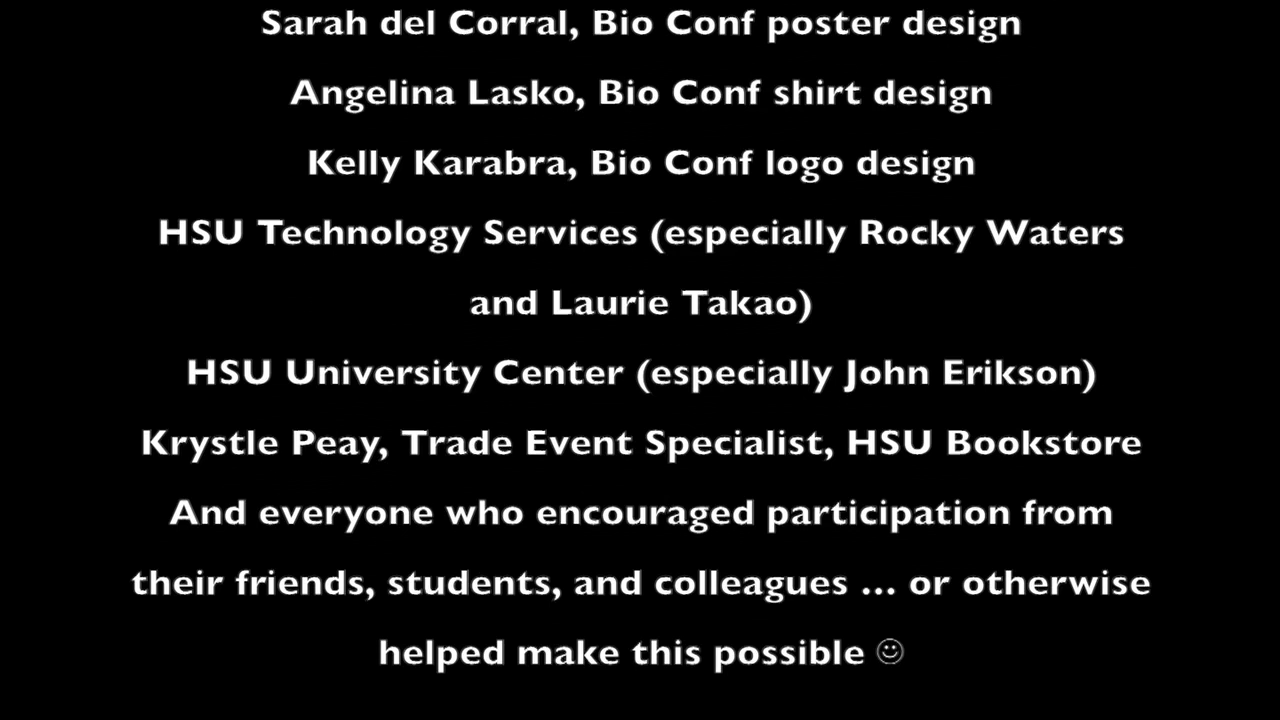 Sarah del Corral, Bio Conf poster design
Angelina Lasko, Bio Conf shirt design
Kelly Karabra, Bio Conf logo design
HSU Technology Services (especially Rocky Waters
and Laurie Takao)
HSU University Center (especially John Erikson)
Krystle Peay, Trade Event Specialist, HSU Bookstore
And everyone who encouraged participation from
their friends, students, and colleagues … or otherwise
helped make this possible ☺